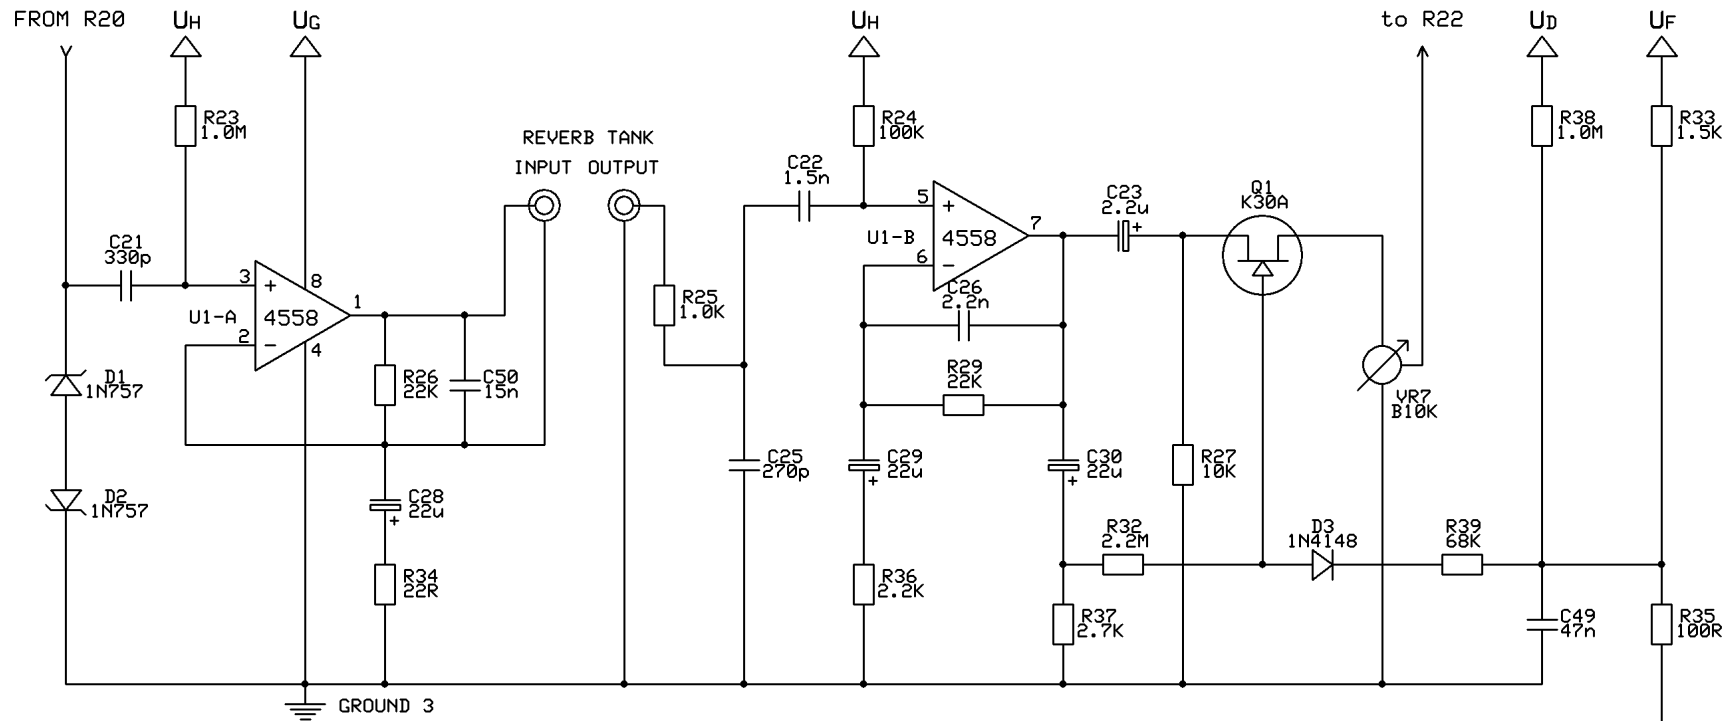 FROM R20
UH
UG
UH
to R22
UD
UF
R23
1.0M
REVERB TANK
INPUT OUTPUT
R24
100K
R38
1.0M
R33
1.5K
C22
1.5n
C21
330p
3
+
8
U1-A
4558
1
2
-
4
R25
1.0K
5
+
U1-B
4558
7
6
-
C23
2.2u
+
Q1
K30A
C26
2.2n
D1
1N757
R26
22K
C50
15n
R29
22K
VR7
B10K
D2
1N757
C28
22u
+
C25
270p
C29
22u
+
C30
22u
+
R27
10K
R32
2.2M
D3
1N4148
R39
68K
R34
22R
R36
2.2K
R37
2.7K
C49
47n
R35
100R
GROUND 3